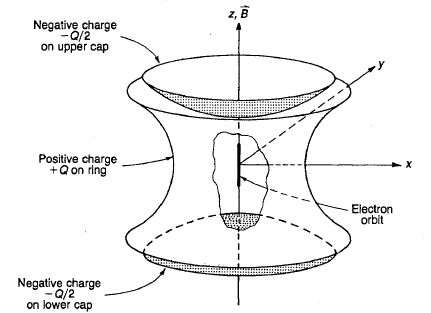 Negative charge
−Q/2
on upper cap
z, B⃗
y
Positive charge
+Q on ring
x
Electron
orbit
Negative charge
−Q/2
on lower cap